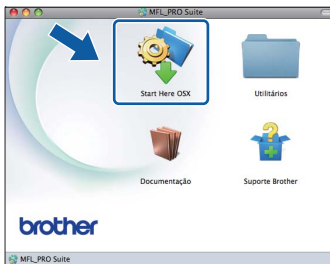 MFL_PRO Suite
Start Here OSX
Utilitários
Documentação
Suporte Brother
brother
MFL_PRO Suite